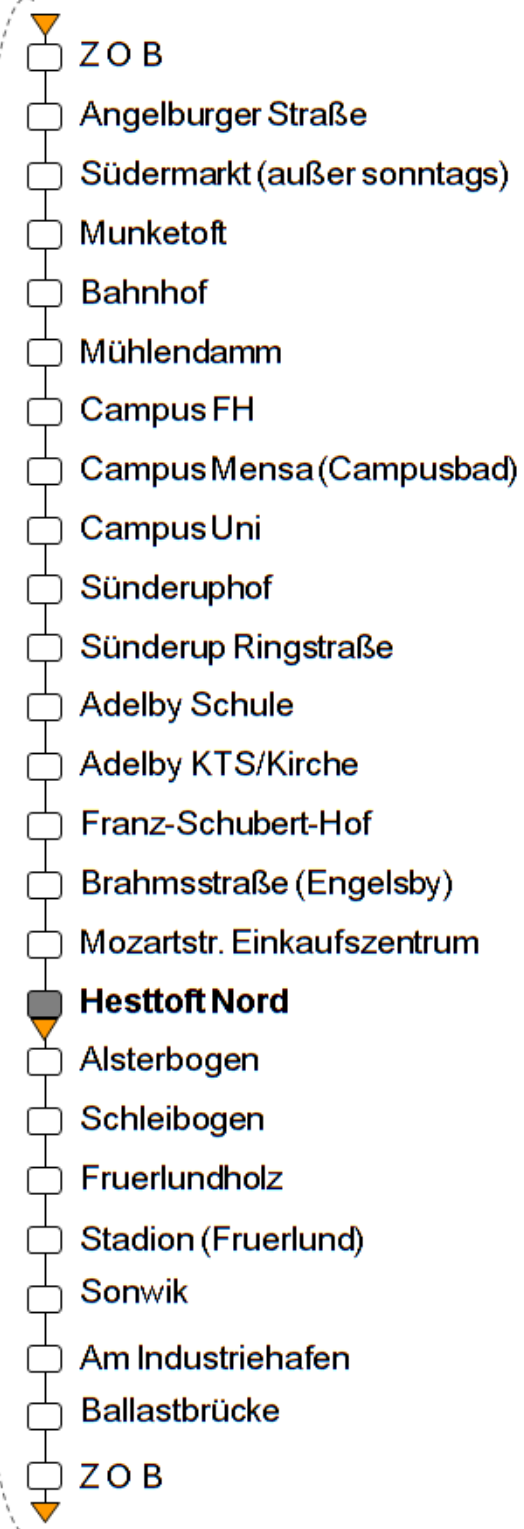 Z O B
Angelburger Straße
Südermarkt (außer sonntags)
Munketoft
Bahnhof
Mühlendamm
Campus FH
Campus Mensa (Campusbad)
Campus Uni
Sünderuphof
Sünderup Ringstraße
Adelby Schule
Adelby KTS/Kirche
Franz-Schubert-Hof
Brahmsstraße (Engelsby)
Mozartstr. Einkaufszentrum
Hesttoft Nord
Alsterbogen
Schleibogen
Fruerlundholz
Stadion (Fruerlund)
Sonwik
Am Industriehafen
Ballastbrücke
Z O B